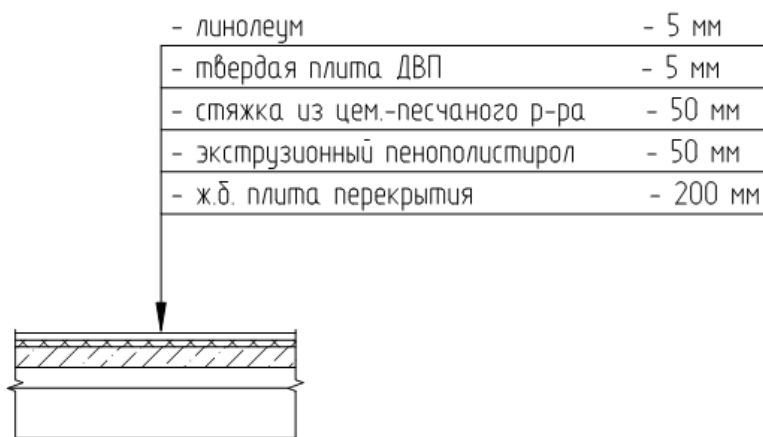 - линолеум - 5 мм
- твердая плита ДВП - 5 мм
- стяжка из цем.-песчаного р-ра - 50 мм
- экструзионный пенополистирол - 50 мм
- ж.б. плита перекрытия - 200 мм